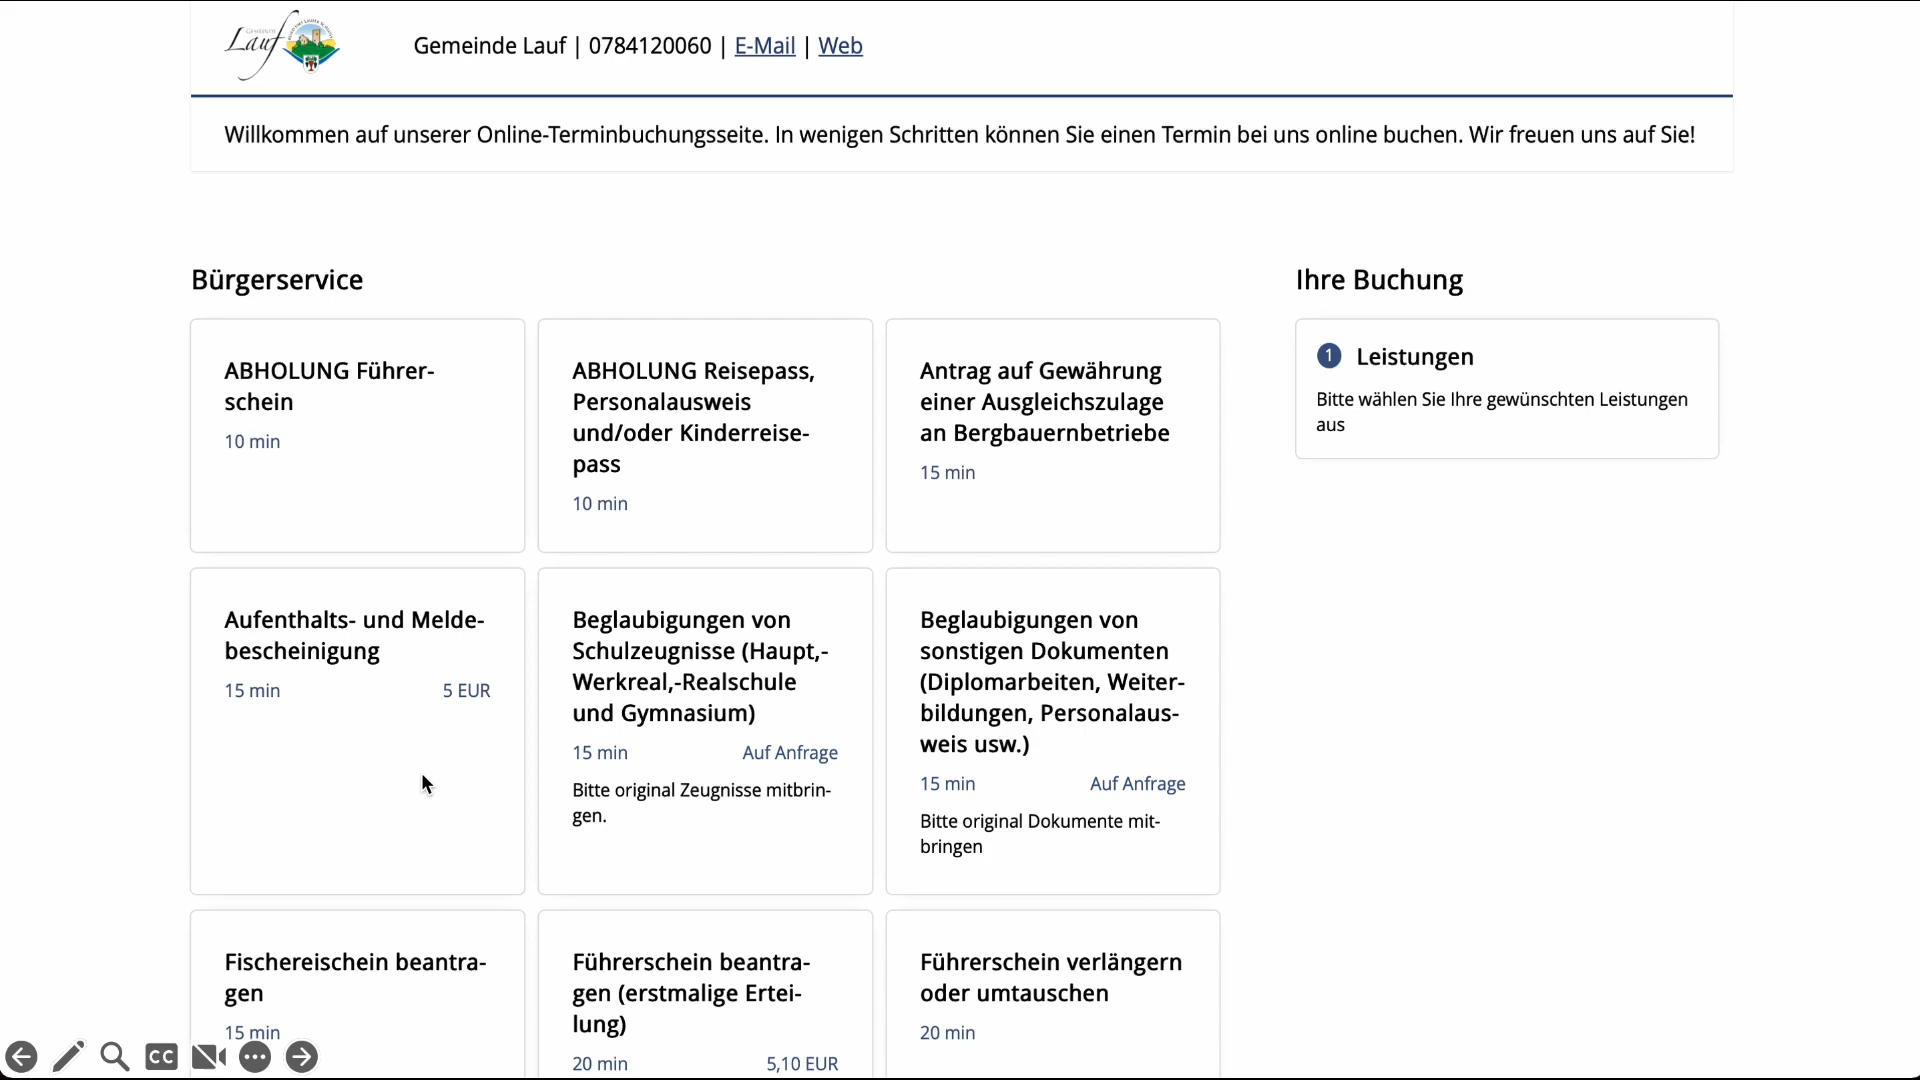 GEMEINDE
Lauf
Gemeinde Lauf | 0784120060 | E-Mail | Web
Willkommen auf unserer Online-Terminbuchungsseite. In wenigen Schritten können Sie einen Termin bei uns online buchen. Wir freuen uns auf Sie!
Bürgerservice
ABHOLUNG Führer-
schein
10 min
ABHOLUNG Reisepass,
Personalausweis
und/oder Kinderreise-
pass
10 min
Antrag auf Gewährung
einer Ausgleichszulage
an Bergbauernbetriebe
15 min
Aufenthalts- und Melde-
bescheinigung
15 min 5 EUR
Beglaubigungen von
Schulzeugnisse (Haupt,-
Werkreal,-Realschule
und Gymnasium)
15 min Auf Anfrage
Bitte original Zeugnisse mitbrin-
gen.
Beglaubigungen von
sonstigen Dokumenten
(Diplomarbeiten, Weiter-
bildungen, Personalaus-
weis usw.)
15 min Auf Anfrage
Bitte original Dokumente mit-
bringen
Fischereischein beantra-
gen
15 min
Führerschein beantra-
gen (erstmalige Ertei-
lung)
20 min 5,10 EUR
Führerschein verlängern
oder umtauschen
20 min
Ihre Buchung
1 Leistungen
Bitte wählen Sie Ihre gewünschten Leistungen
aus
CC